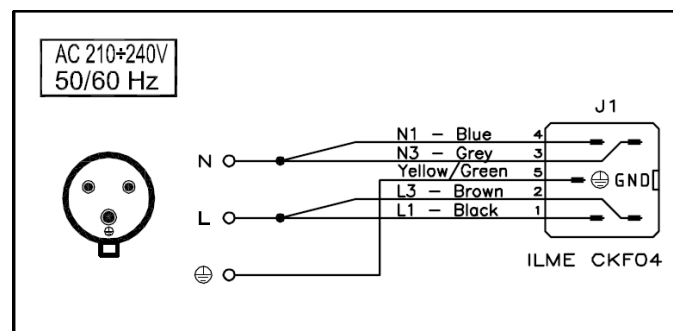 AC 210÷240V
50/60 Hz
J1
N1 - Blue 4
N N3 - Grey 3
Yellow/Green 5 GND
L3 - Brown 2
L L1 - Black 1
ILME CKF04